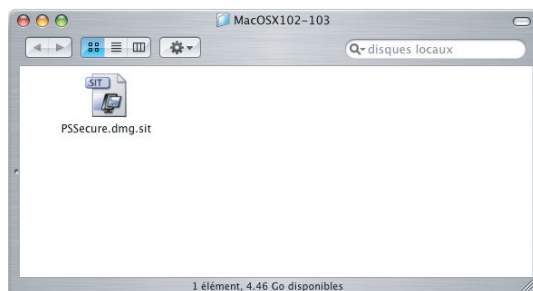 MacOSX102-103
disques locaux
SIT
PSSecure.dmg.sit
1 élément, 4.46 Go disponibles